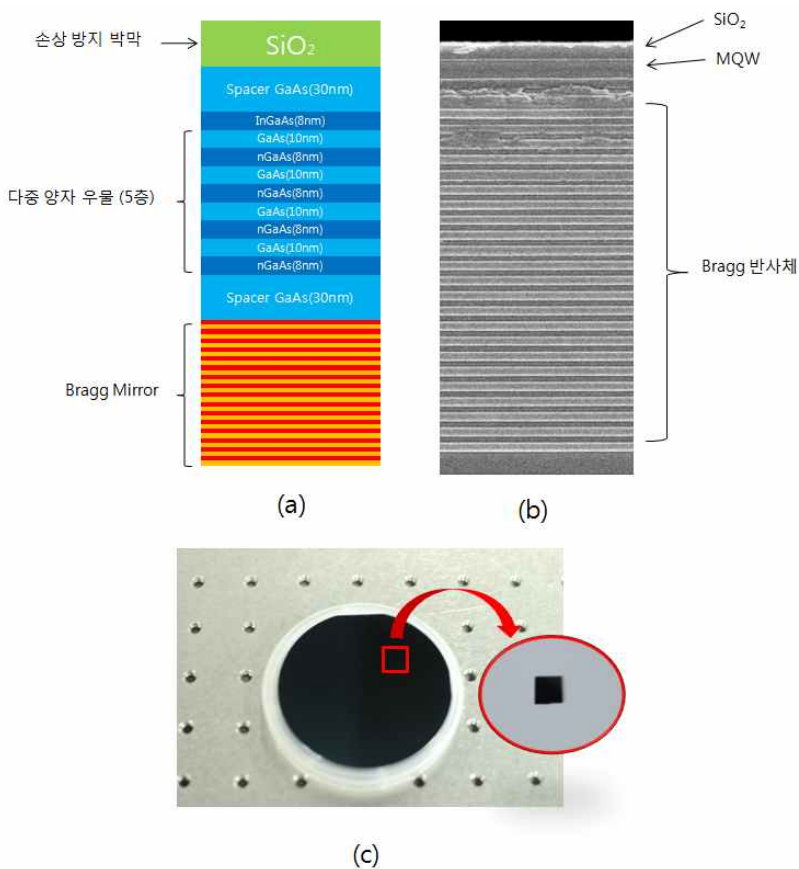 손상 방지 박막
SiO₂
Spacer GaAs(30nm)
InGaAs(8nm)
GaAs(10nm)
nGaAs(8nm)
GaAs(10nm)
nGaAs(8nm)
GaAs(10nm)
nGaAs(8nm)
GaAs(10nm)
nGaAs(8nm)
다중 양자 우물 (5층)
Spacer GaAs(30nm)
Bragg Mirror
(a)
SiO₂
MQW
Bragg 반사체
(b)
(c)